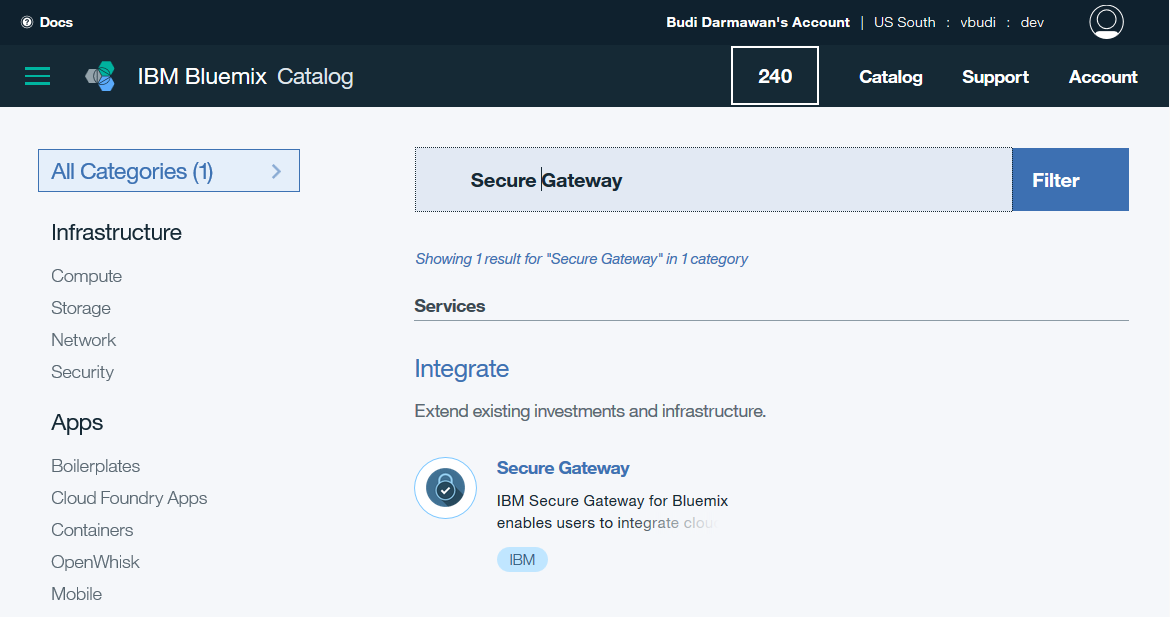 Docs
Budi Darmawan's Account | US South : vbudi : dev
IBM Bluemix Catalog
240
Catalog
Support
Account
All Categories (1)
Infrastructure
Compute
Storage
Network
Security
Apps
Boilerplates
Cloud Foundry Apps
Containers
OpenWhisk
Mobile
Secure Gateway
Filter
Showing 1 result for "Secure Gateway" in 1 category
Services
Integrate
Extend existing investments and infrastructure.
Secure Gateway
IBM Secure Gateway for Bluemix
enables users to integrate clou
IBM